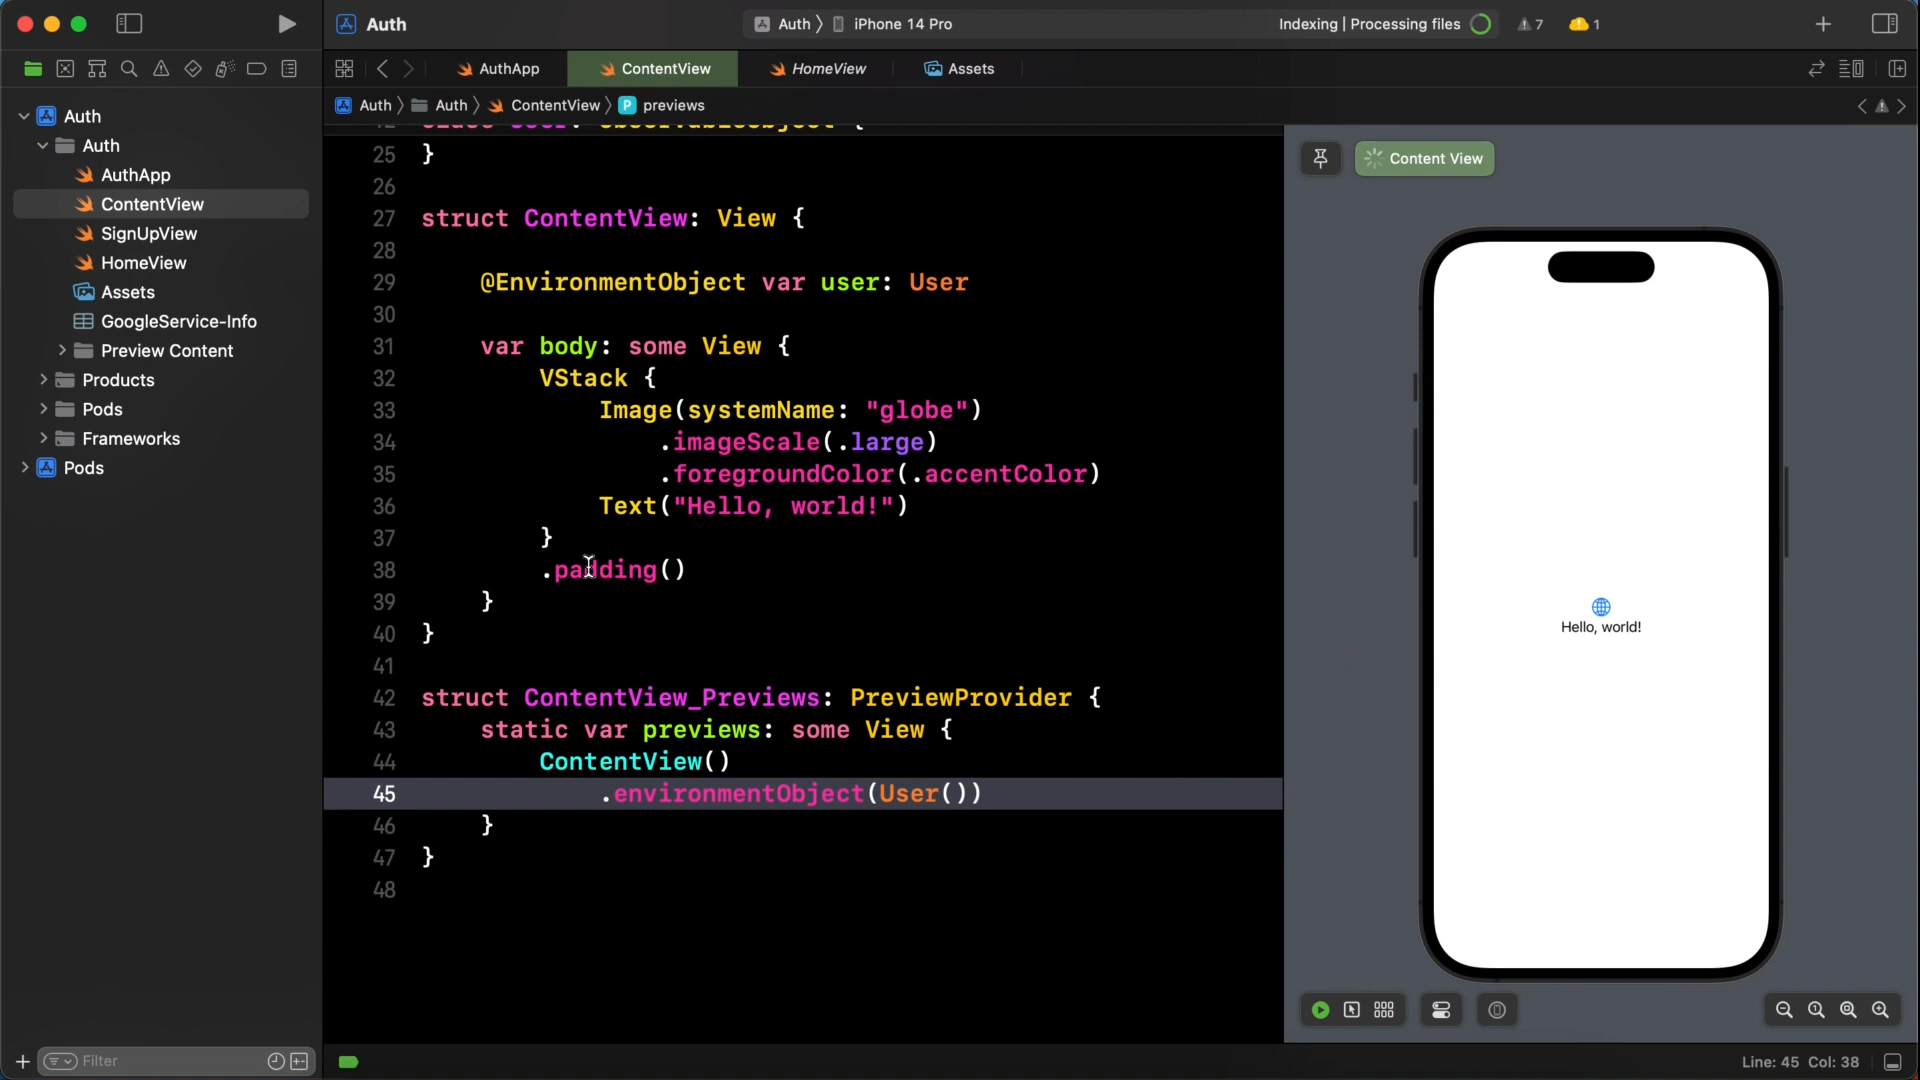 Auth
Auth
iPhone 14 Pro
Indexing | Processing files
7
1
AuthApp
ContentView
HomeView
Assets
Auth
Auth
ContentView
P
previews
Auth
Auth
AuthApp
ContentView
SignUpView
HomeView
Assets
GoogleService-Info
Preview Content
Products
Pods
Frameworks
Pods
Filter
25 }
26
27 struct ContentView: View {
28
29 @EnvironmentObject var user: User
30
31 var body: some View {
32 VStack {
33 Image(systemName: "globe")
34 .imageScale(.large)
35 .foregroundColor(.accentColor)
36 Text("Hello, world!")
37 }
38 .padding()
39 }
40 }
41
42 struct ContentView_Previews: PreviewProvider {
43 static var previews: some View {
44 ContentView()
45 .environmentObject(User())
46 }
47 }
48
Content View
Hello, world!
Line: 45 Col: 38